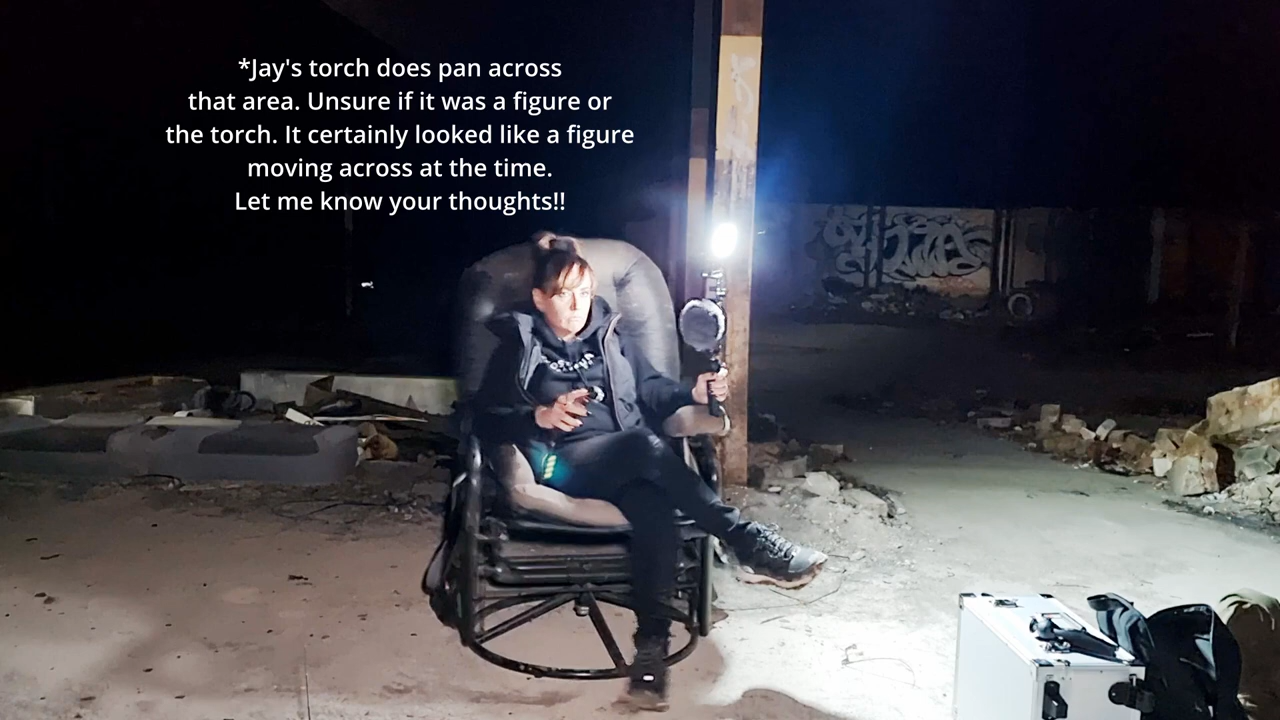 *Jay's torch does pan across
that area. Unsure if it was a figure or
the torch. It certainly looked like a figure
moving across at the time.
Let me know your thoughts!!